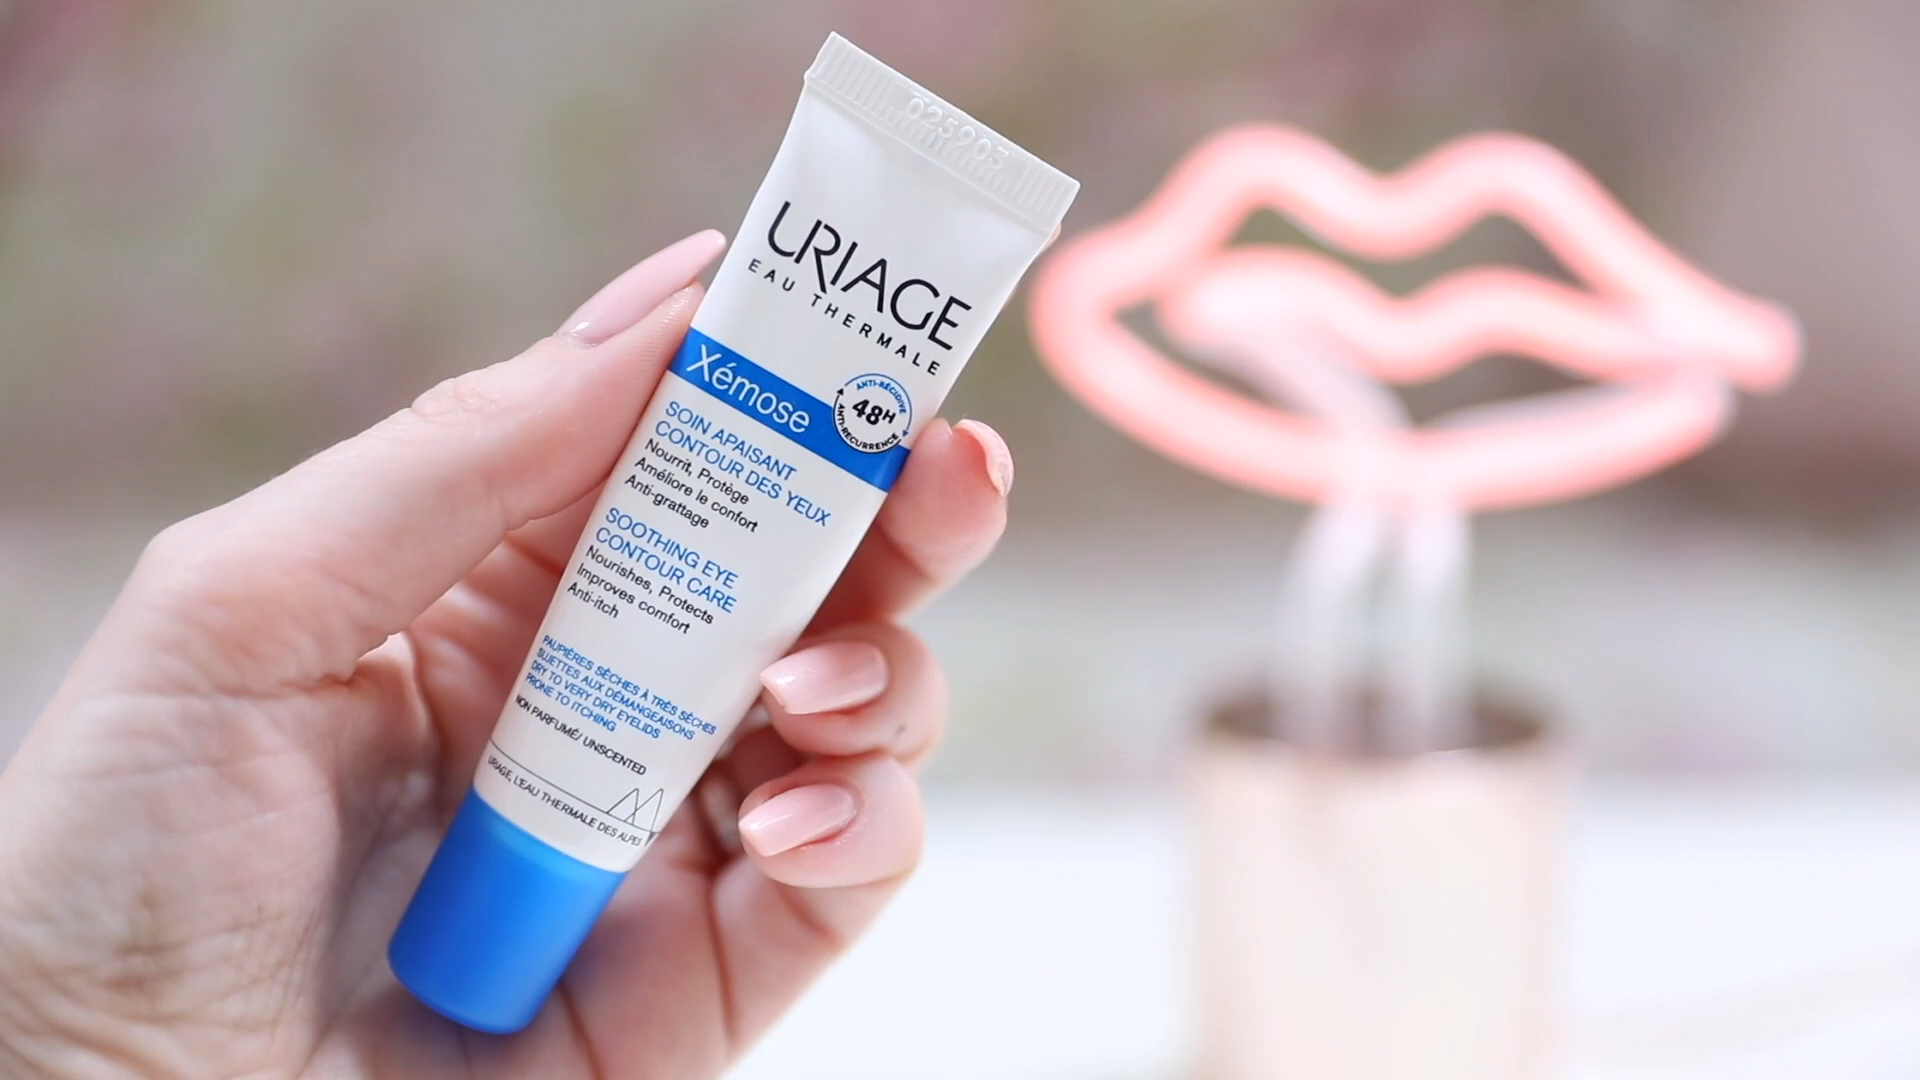 025903
URIAGE
EAU THERMALE
Xémose
ANTI-RÉCIDIVE
48H
ANTI-RECURRENCE
SOIN APAISANT
CONTOUR DES YEUX
Nourrit, Protège
Améliore le confort
Anti-grattage
SOOTHING EYE
CONTOUR CARE
Nourishes, Protects
Improves comfort
Anti-itch
PAUPIÈRES SÈCHES À TRÈS SÈCHES
SUJETTES AUX DÉMANGEAISONS
DRY TO VERY DRY EYELIDS
PRONE TO ITCHING
NON PARFUMÉ/ UNSCENTED
URIAGE, L'EAU THERMALE DES ALPES